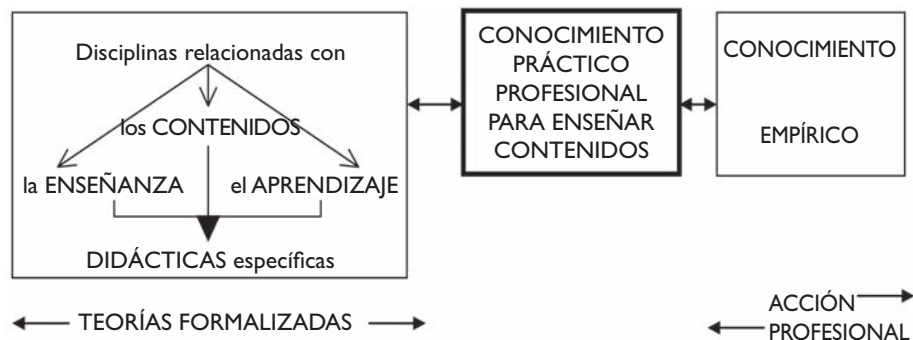 Disciplinas relacionadas con
los CONTENIDOS
la ENSEÑANZA
el APRENDIZAJE
DIDÁCTICAS específicas
CONOCIMIENTO
PRÁCTICO
PROFESIONAL
PARA ENSEÑAR
CONTENIDOS
CONOCIMIENTO
EMPÍRICO
TEORÍAS FORMALIZADAS
ACCIÓN
PROFESIONAL